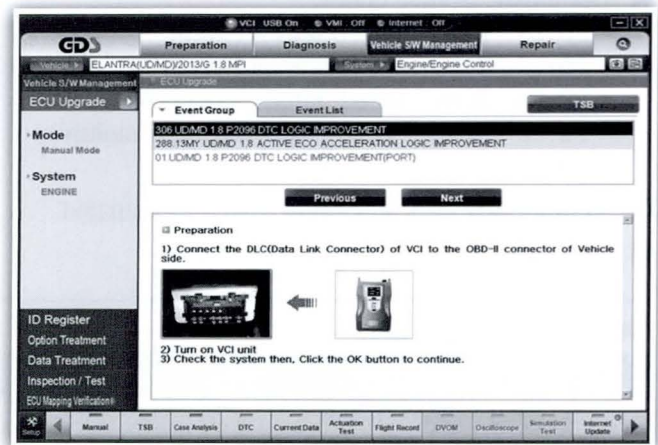 VCI USB On VMI : Off Internet : Off
GDS Preparation Diagnosis Vehicle S/W Management Repair
Vehicle ELANTRA(UD/MD)/2013/G 1.8 MPI System Engine/Engine Control
Vehicle S/W Management ECU Upgrade
ECU Upgrade
Event Group Event List TSB
Mode
Manual Mode
System
ENGINE
306 UD/MD 1.8 P2096 DTC LOGIC IMPROVEMENT
288.13MY UD/MD 1.8 ACTIVE ECO ACCELERATION LOGIC IMPROVEMENT
01.UD/MD 1.8 P2096 DTC LOGIC IMPROVEMENT(PORT)
Previous Next
Preparation
1) Connect the DLC(Data Link Connector) of VCI to the OBD-II connector of Vehicle
side.
2) Turn on VCI unit
3) Check the system then, Click the OK button to continue.
ID Register
Option Treatment
Data Treatment
Inspection / Test
ECU Mapping Verification
Setup Manual TSB Case Analysis DTC Current Data Actuation Test Flight Record DVOM Oscilloscope Simulation Test Internet Update